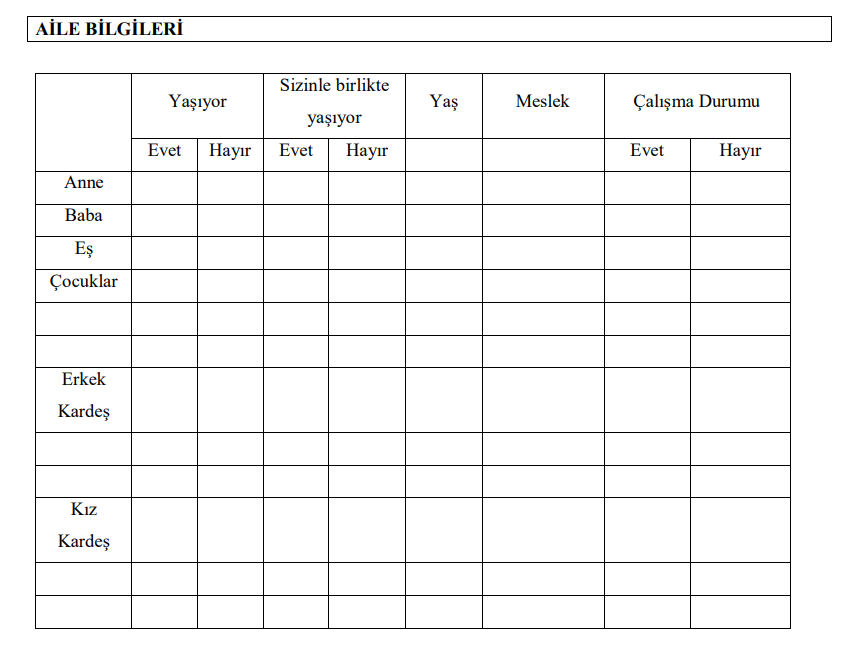 AİLE BİLGİLERİ
Yaşıyor
Sizinle birlikte
yaşıyor
Yaş
Meslek
Çalışma Durumu
Evet Hayır Evet Hayır Evet Hayır
Anne
Baba
Eş
Çocuklar
Erkek
Kardeş
Kız
Kardeş